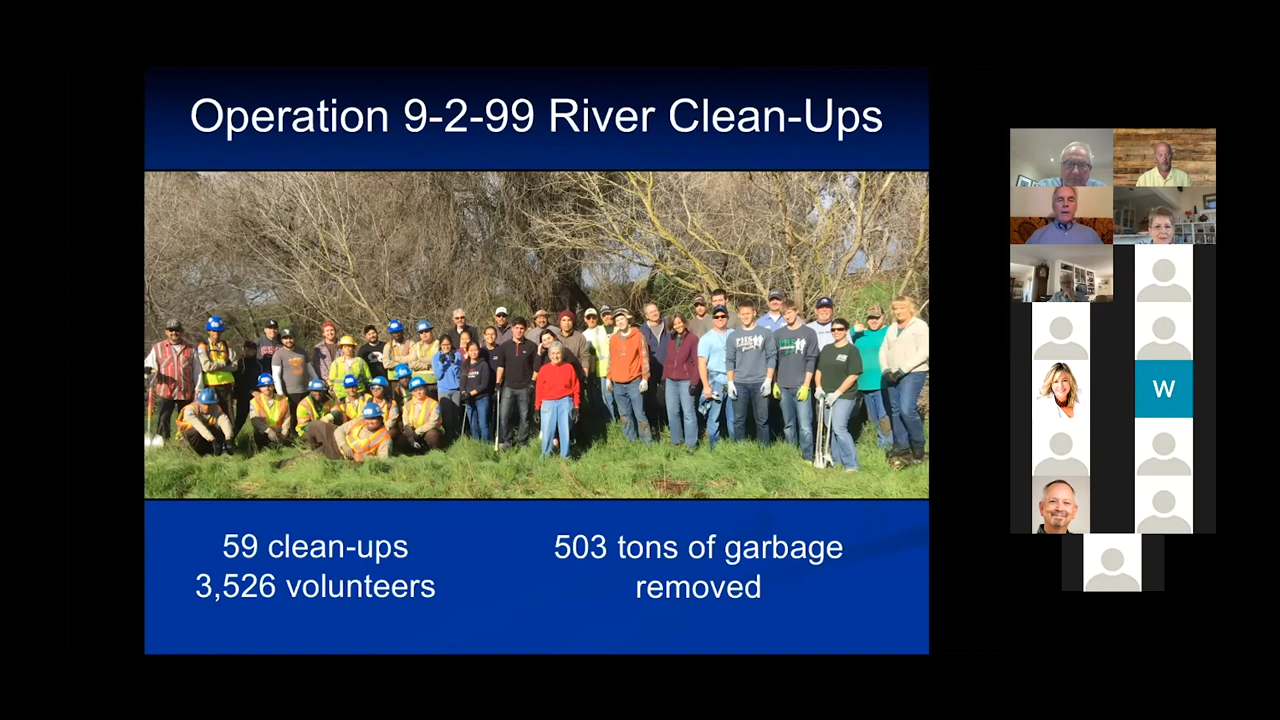 Operation 9-2-99 River Clean-Ups
59 clean-ups
3,526 volunteers
503 tons of garbage
removed
W